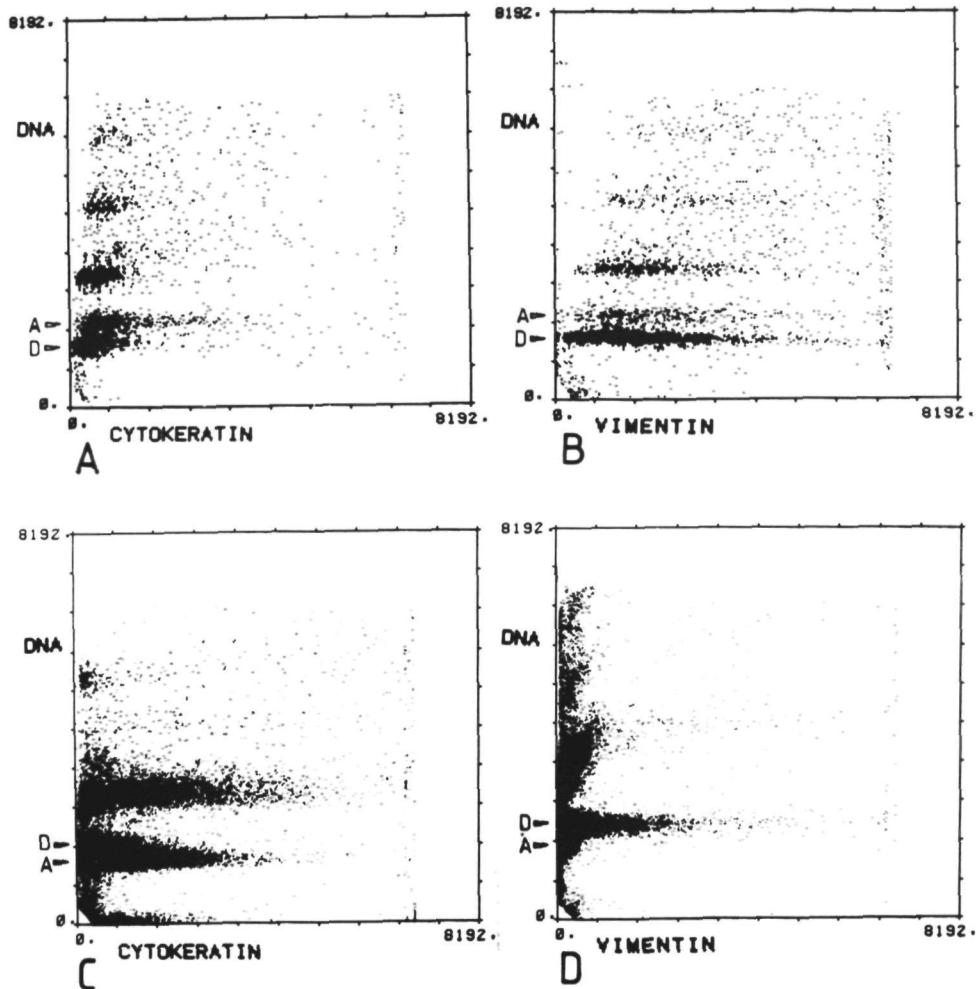 8192.
DNA
A
D
0.
0. 8192.
CYTOKERATIN
A
8192.
DNA
A
D
0.
0. 8192.
VIMENTIN
B
8192.
DNA
D
A
0.
0. 8192.
CYTOKERATIN
C
8192.
DNA
D
A
0.
0. 8192.
VIMENTIN
D